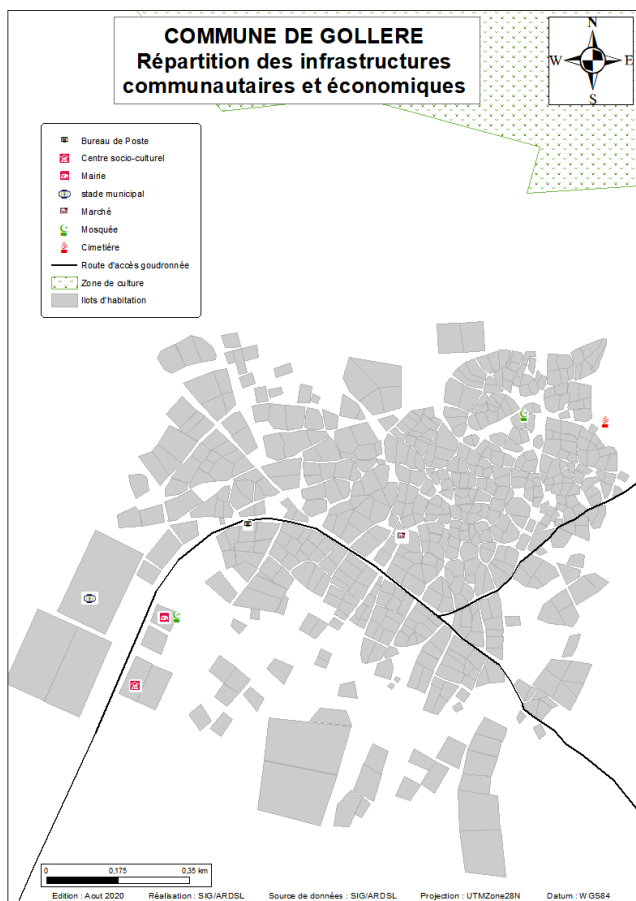 COMMUNE DE GOLLERE
Répartition des infrastructures
communautaires et économiques
N
W E
S
Bureau de Poste
Centre socio-culturel
Mairie
stade municipal
Marché
Mosquée
Cimetiére
Route d'accès goudronnée
Zone de culture
Ilots d'habitation
0 0,175 0,35 km
Edition : Aout 2020 Réalisation : SIG/ARDSL Source de données : SIG/ARDSL Projection : UTMZone28N Datum : WGS84